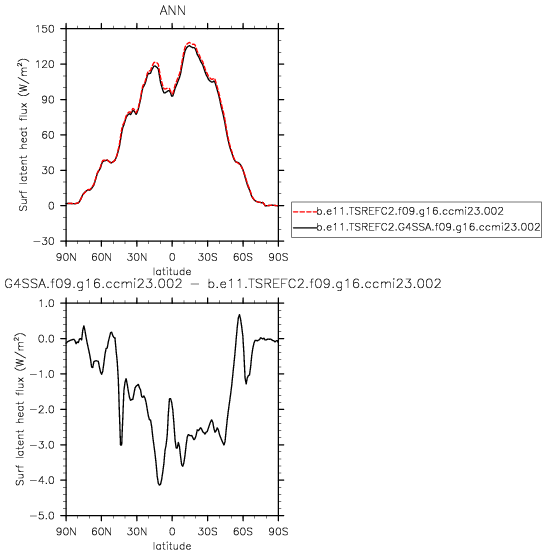 ANN
150
120
90
60
30
0
−30
Surf latent heat flux (W/m²)
90N 60N 30N 0 30S 60S 90S
latitude
b.e11.TSREFC2.f09.g16.ccmi23.002
b.e11.TSREFC2.G4SSA.f09.g16.ccmi23.002
G4SSA.f09.g16.ccmi23.002 − b.e11.TSREFC2.f09.g16.ccmi23.002
1.0
0.0
−1.0
−2.0
−3.0
−4.0
−5.0
Surf latent heat flux (W/m²)
90N 60N 30N 0 30S 60S 90S
latitude